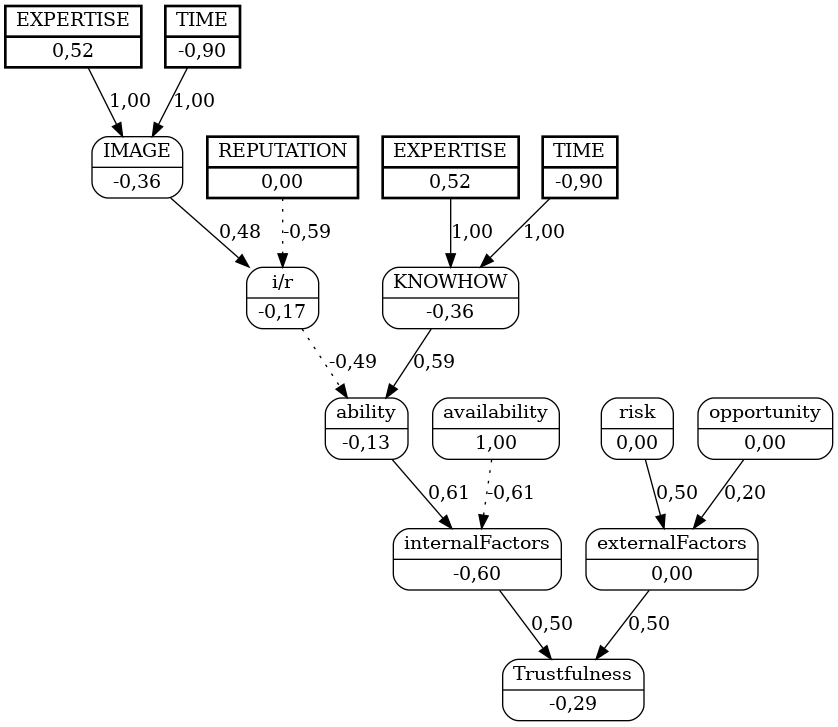 EXPERTISE
0,52
TIME
-0,90
1,00
1,00
IMAGE
-0,36
REPUTATION
0,00
EXPERTISE
0,52
TIME
-0,90
0,48
-0,59
1,00
1,00
i/r
-0,17
KNOWHOW
-0,36
-0,49
0,59
ability
-0,13
availability
1,00
risk
0,00
opportunity
0,00
0,61
-0,61
0,50
0,20
internalFactors
-0,60
externalFactors
0,00
0,50
0,50
Trustfulness
-0,29